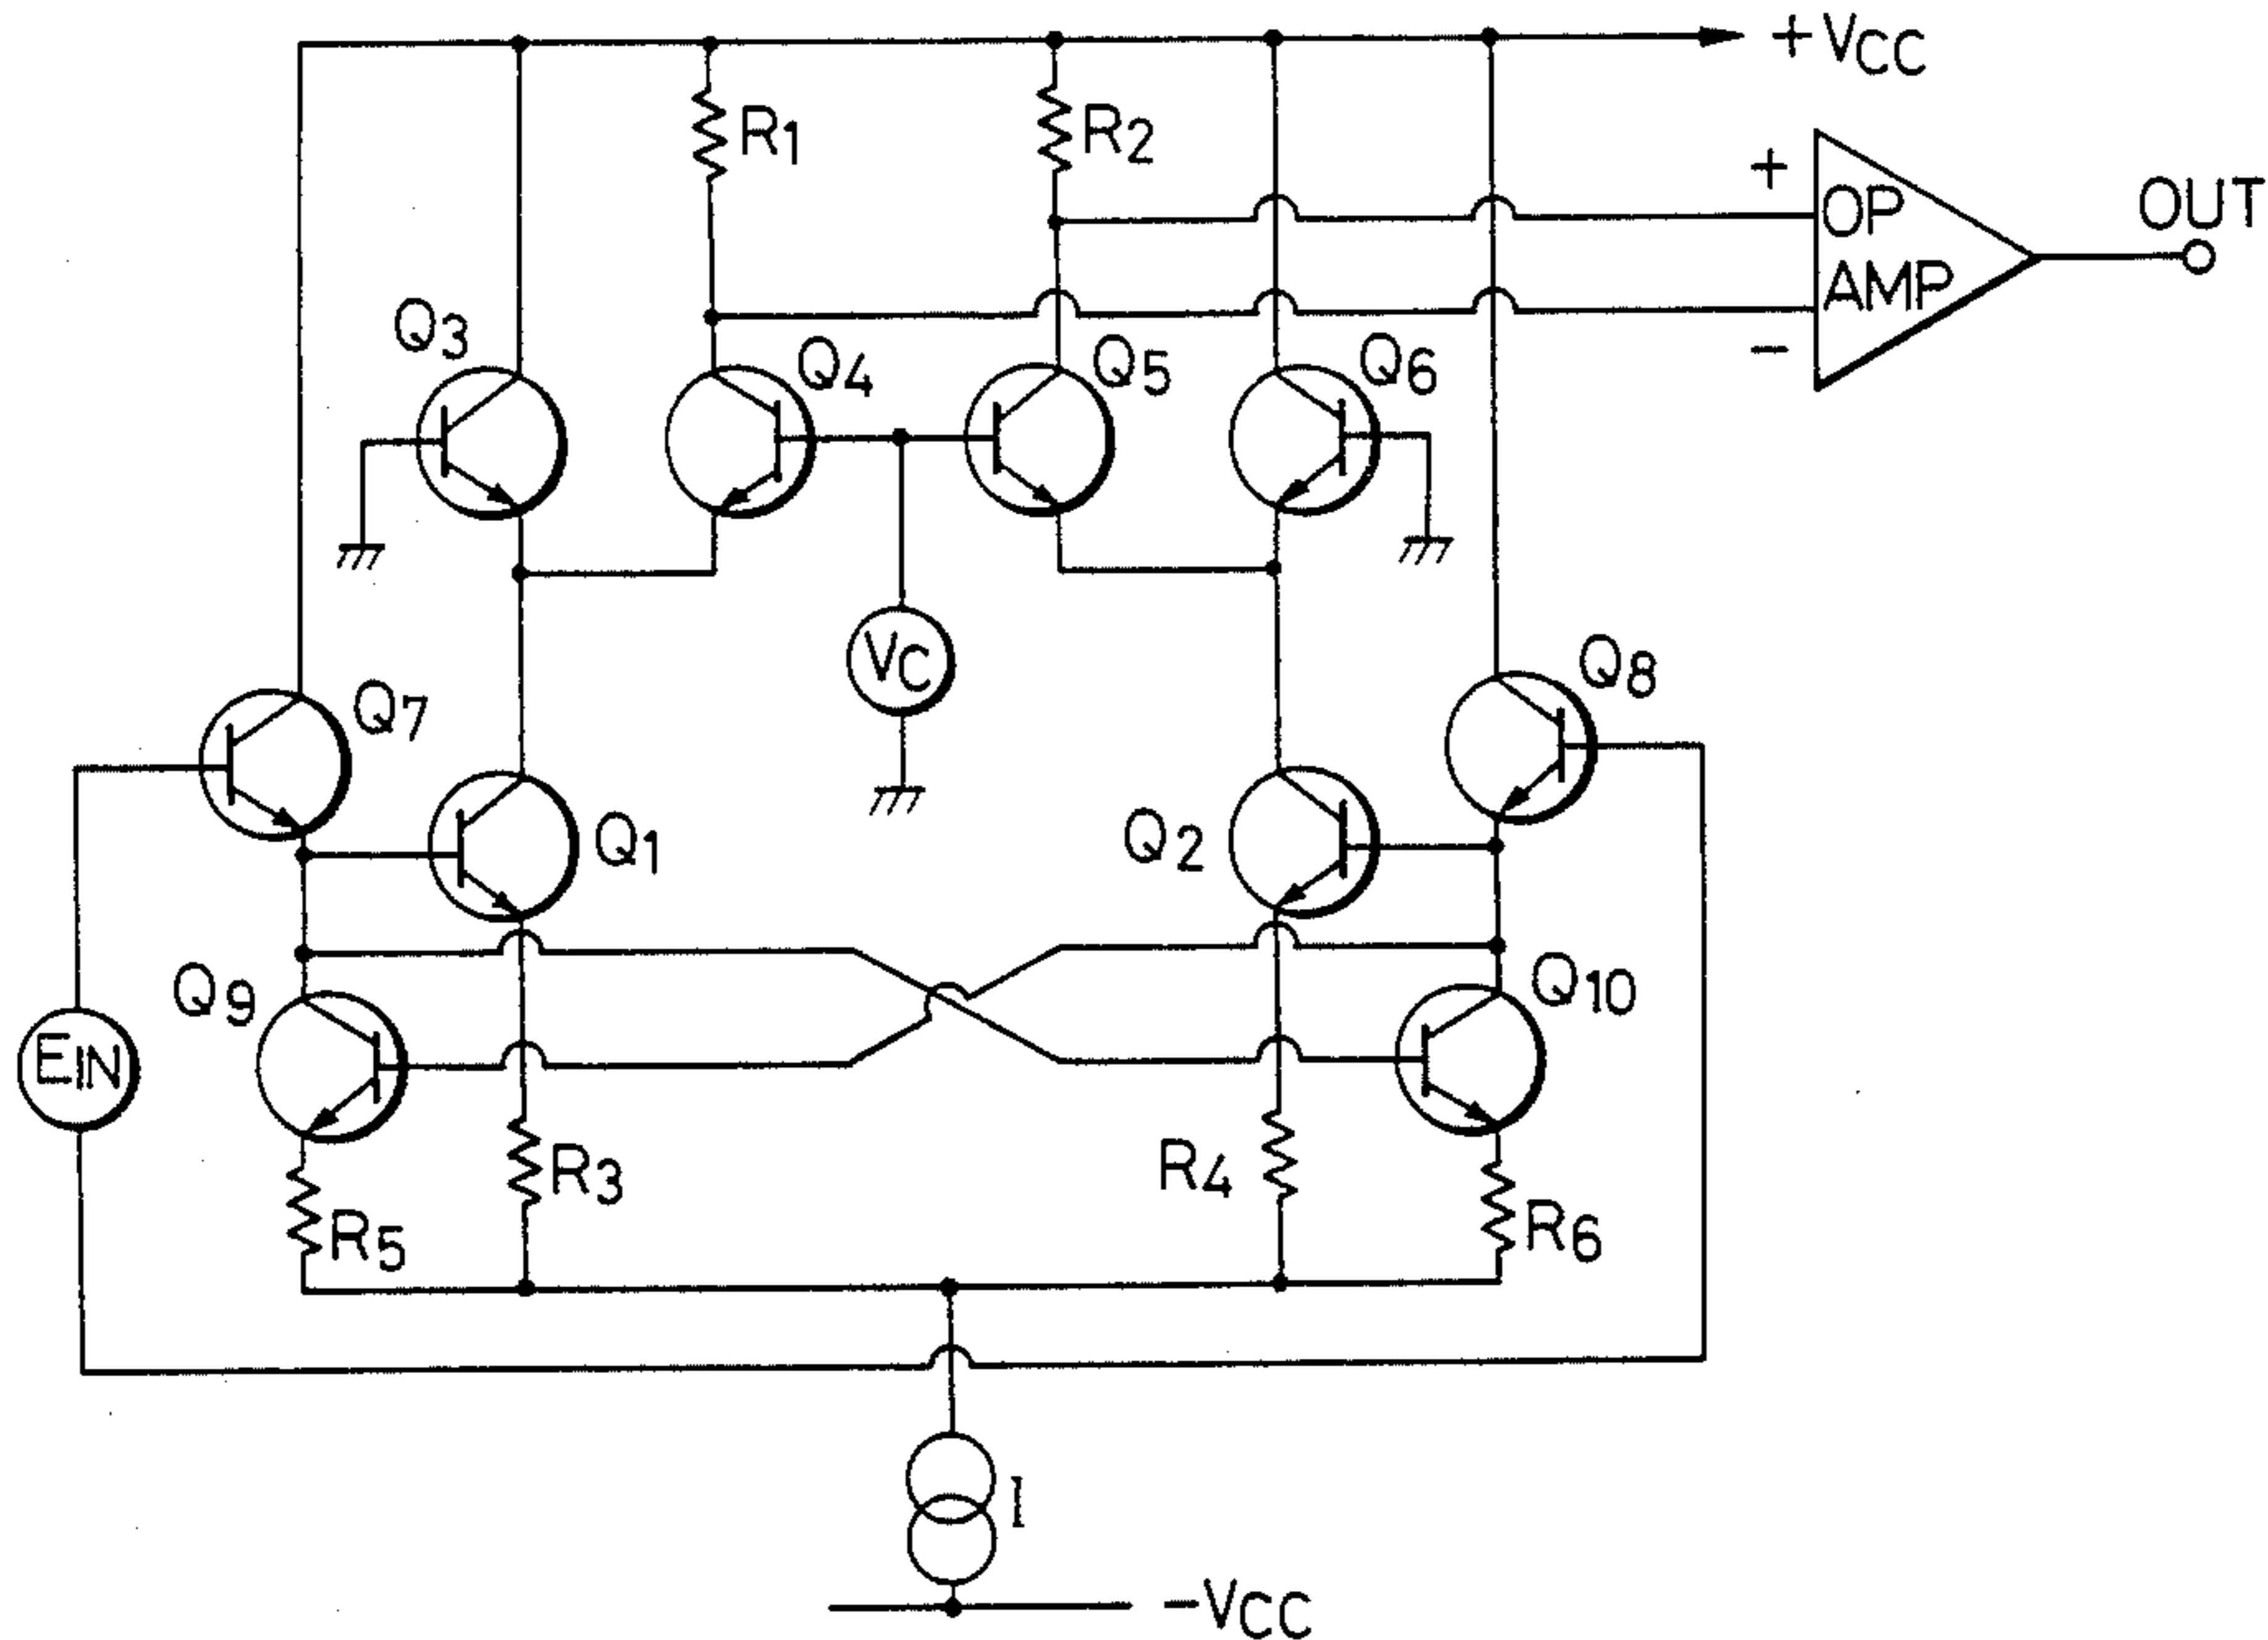 +VCC
R1
R2
+
OP
AMP
-
OUT
Q3
Q4
Q5
Q6
VC
Q7
Q8
Q1
Q2
Q9
Q10
EIN
R3
R4
R5
R6
I
-VCC